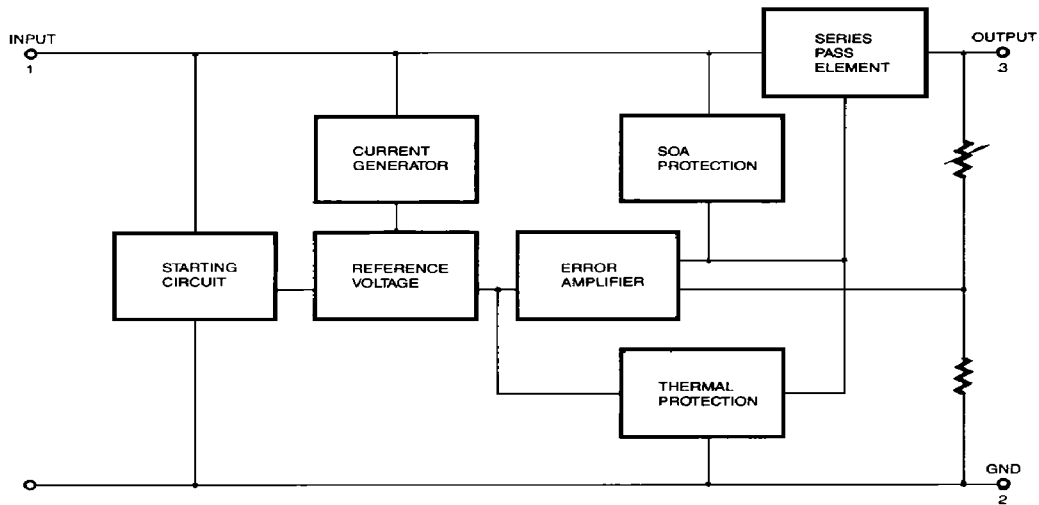 INPUT
1
SERIES
PASS
ELEMENT
OUTPUT
3
CURRENT
GENERATOR
SOA
PROTECTION
STARTING
CIRCUIT
REFERENCE
VOLTAGE
ERROR
AMPLIFIER
THERMAL
PROTECTION
GND
2